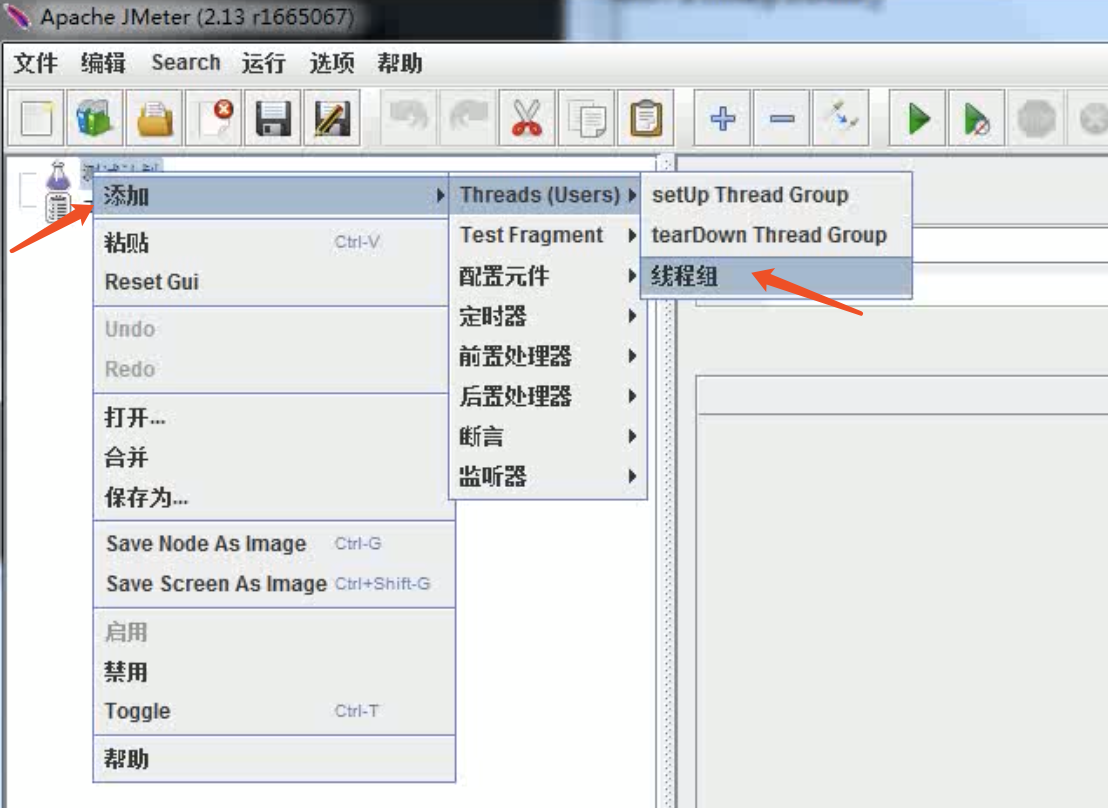 Apache JMeter (2.13 r1665067)
文件 编辑 Search 运行 选项 帮助
添加
粘贴 Ctrl-V
Reset Gui
Undo
Redo
打开...
合并
保存为...
Save Node As Image Ctrl-G
Save Screen As Image Ctrl+Shift-G
启用
禁用
Toggle Ctrl-T
帮助
Threads (Users)
Test Fragment
配置元件
定时器
前置处理器
后置处理器
断言
监听器
setUp Thread Group
tearDown Thread Group
线程组